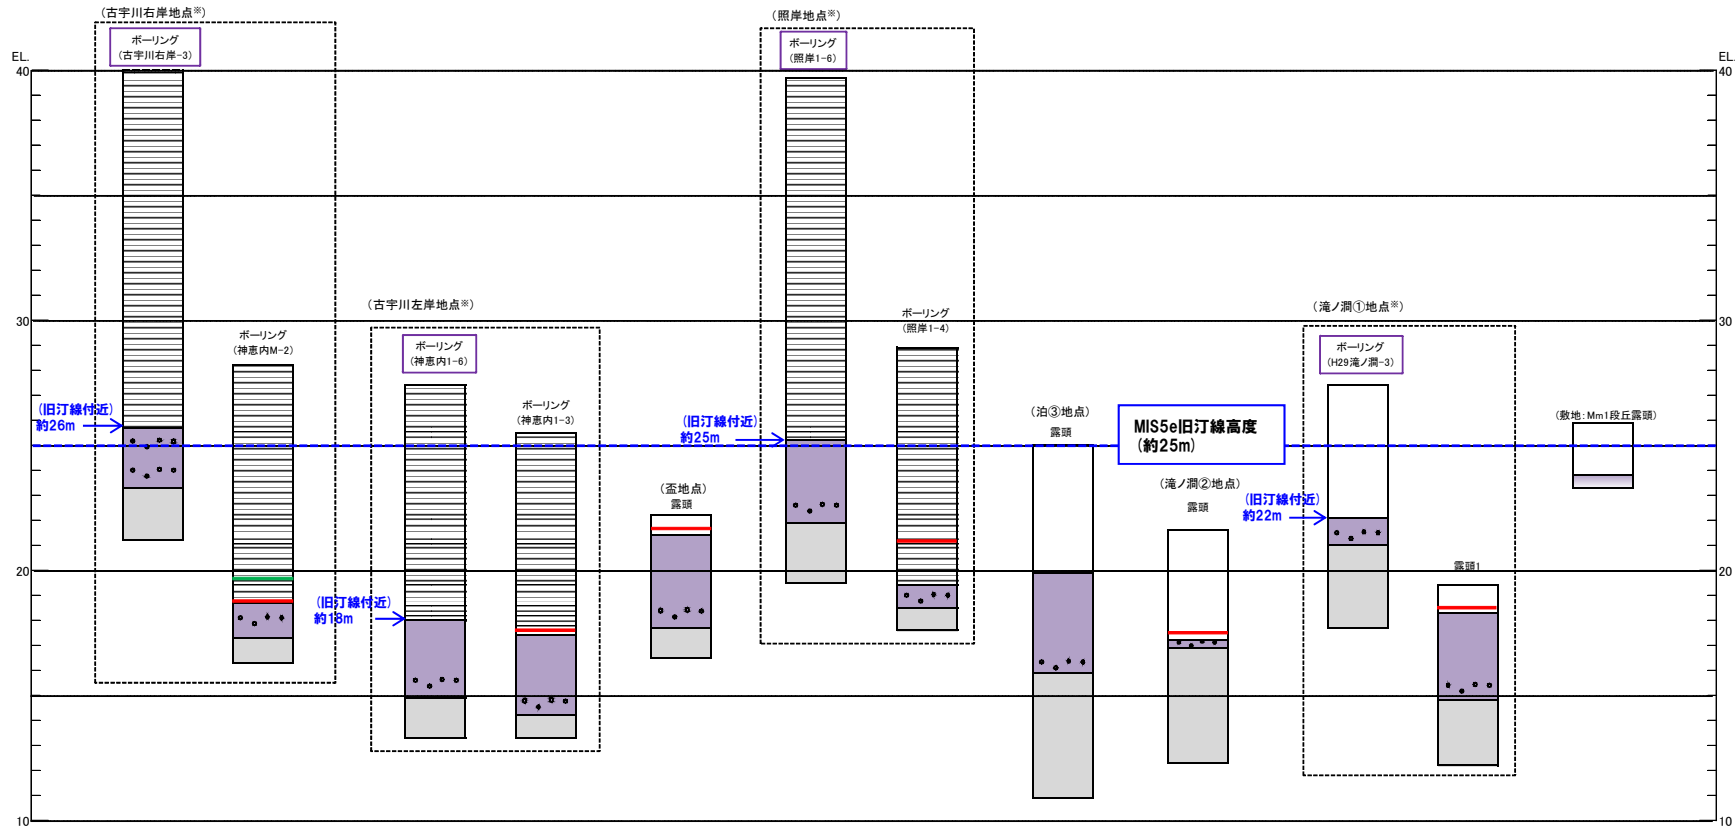 (古宇川右岸地点※)
ボーリング
(古宇川右岸-3)
(照岸地点※)
ボーリング
(照岸1-6)
EL.
EL.
40
40
(古宇川左岸地点※)
(滝ノ澗①地点※)
ボーリング
(照岸1-4)
30
30
ボーリング
(神恵内M-2)
ボーリング
(神恵内1-6)
ボーリング
(H29滝ノ澗-3)
(旧汀線付近)
約26m
ボーリング
(神恵内1-3)
(旧汀線付近)
約25m
(泊③地点)
露頭
MIS5e旧汀線高度
(約25m)
(敷地:Mm1段丘露頭)
(盃地点)
露頭
(滝ノ澗②地点)
露頭
(旧汀線付近)
約22m
20
20
露頭1
(旧汀線付近)
約18m
10
10